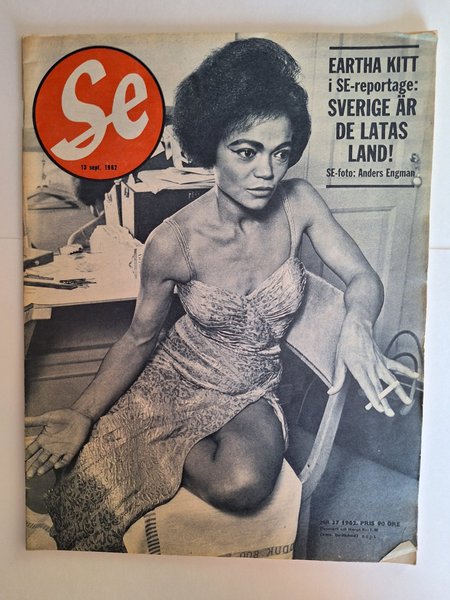 Se
13 sept. 1962
EARTHA KITT
i SE-reportage:
SVERIGE ÄR
DE LATAS
LAND!
SE-foto: Anders Engman
NR 37 1962. PRIS 90 ÖRE